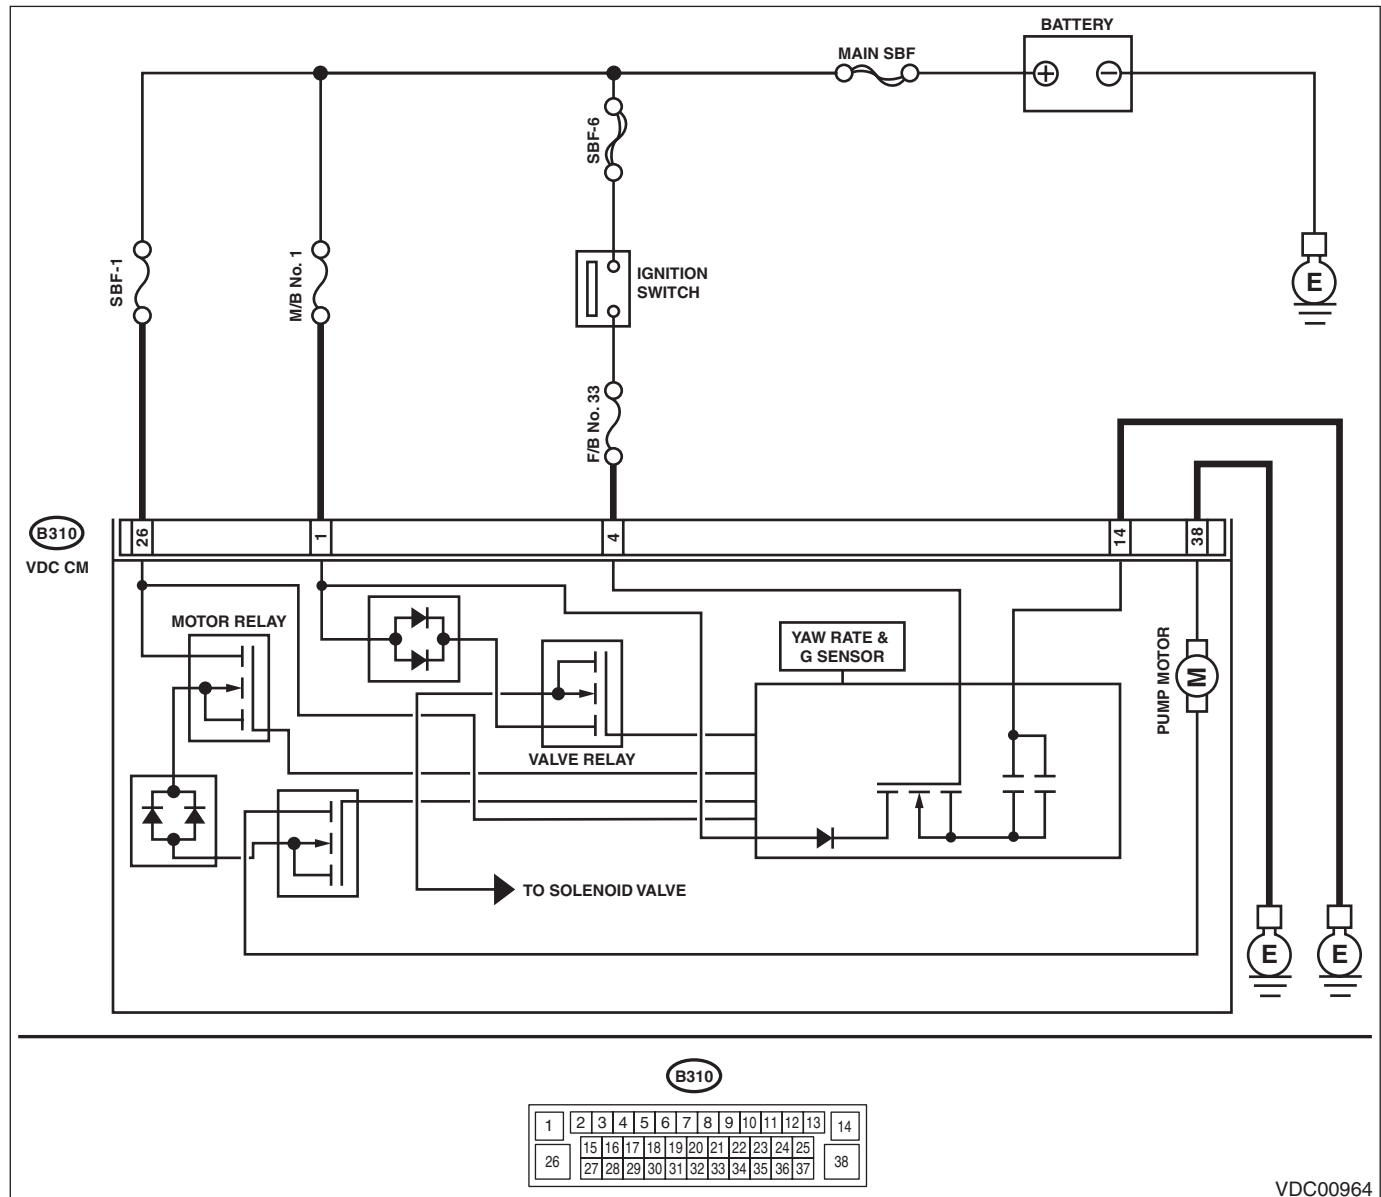 BATTERY
MAIN SBF
SBF-6
SBF-1
M/B No. 1
IGNITION
SWITCH
E
F/B No. 33
B310
VDC CM
26
1
4
14
38
MOTOR RELAY
YAW RATE &
G SENSOR
PUMP MOTOR
M
VALVE RELAY
TO SOLENOID VALVE
E
E
B310
1 2 3 4 5 6 7 8 9 10 11 12 13 14
15 16 17 18 19 20 21 22 23 24 25
26 27 28 29 30 31 32 33 34 35 36 37 38
VDC00964